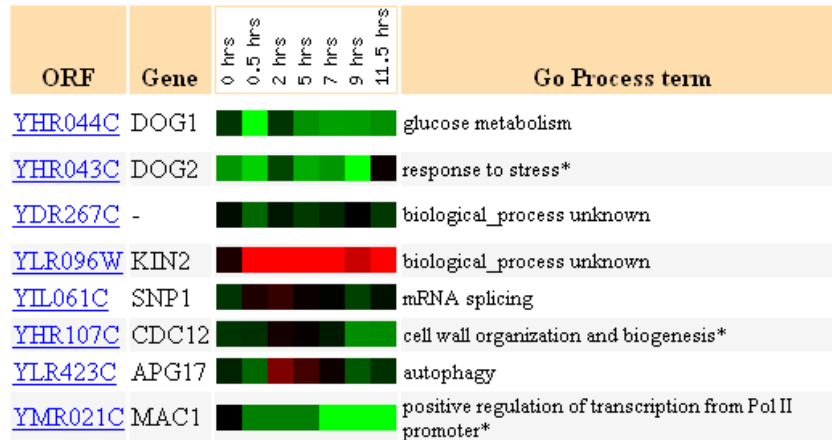 ORF Gene 0 hrs 0.5 hrs 2 hrs 5 hrs 7 hrs 9 hrs 11.5 hrs Go Process term
YHR044C DOG1 glucose metabolism
YHR043C DOG2 response to stress*
YDR267C - biological_process unknown
YLR096W KIN2 biological_process unknown
YIL061C SNP1 mRNA splicing
YHR107C CDC12 cell wall organization and biogenesis*
YLR423C APG17 autophagy
YMR021C MAC1 positive regulation of transcription from Pol II
promoter*